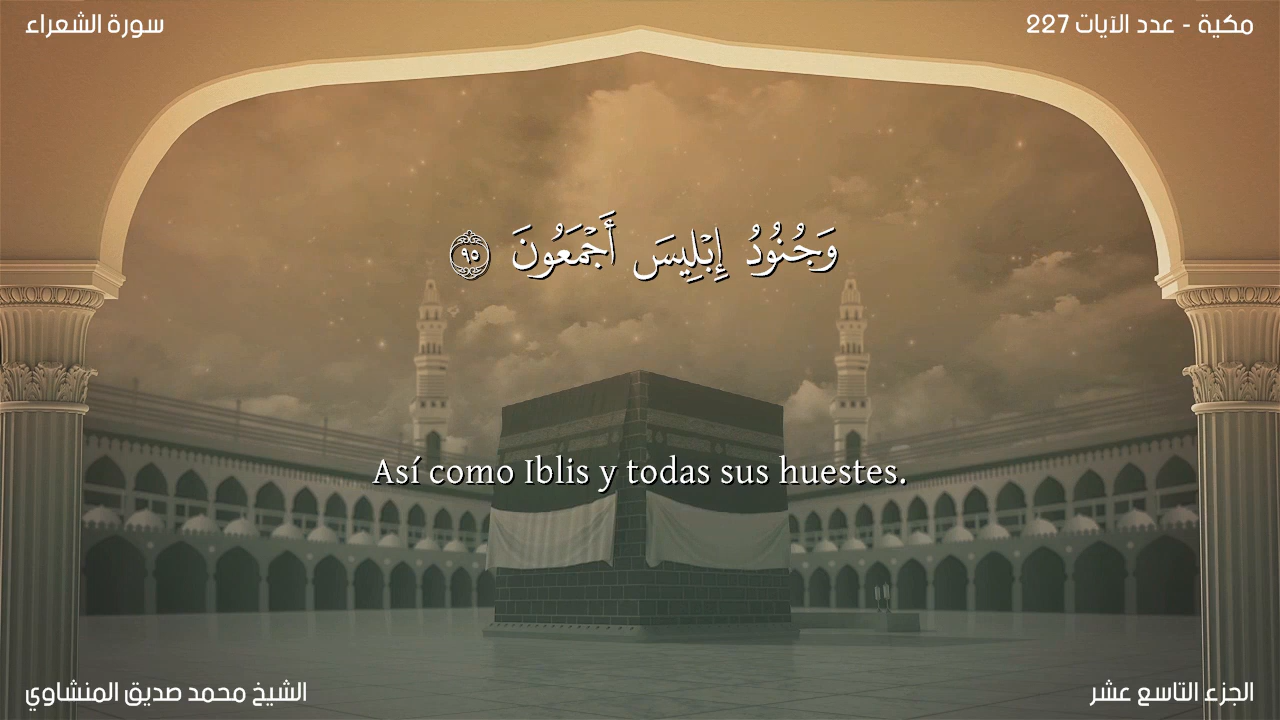 سورة الشعراء
مكية - عدد الآيات 227
وَجُنُودُ إِبْلِيسَ أَجْمَعُونَ ٩٥
Así como Iblis y todas sus huestes.
الشيخ محمد صديق المنشاوي
الجزء التاسع عشر